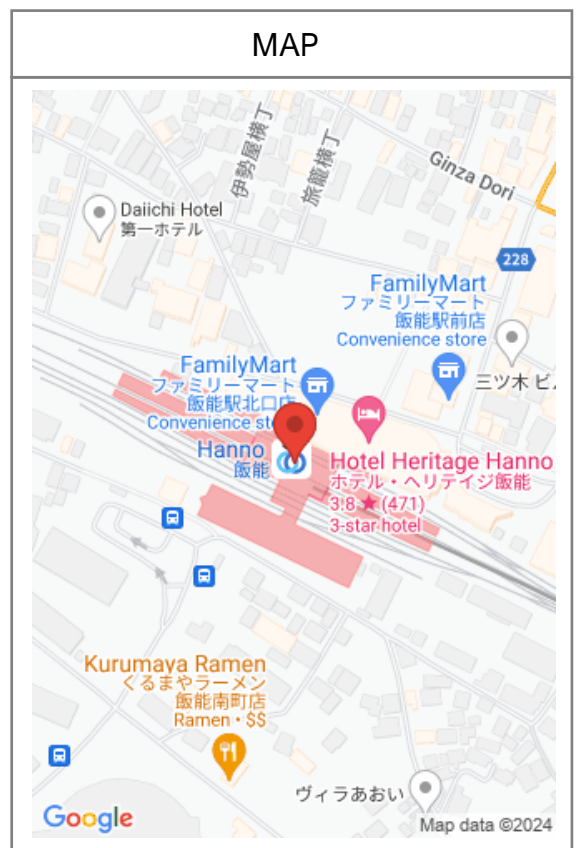 MAP
伊勢屋横丁
旅籠横丁
Ginza Dori
Daiichi Hotel
第一ホテル
228
FamilyMart
ファミリーマート
飯能駅前店
Convenience store
三ツ木 ビ
FamilyMart
ファミリーマート
飯能駅北口店
Convenience sto
Hanno
飯能
Hotel Heritage Hanno
ホテル・ヘリテイジ飯能
3.8 ★ (471)
3-star hotel
Kurumaya Ramen
くるまやラーメン
飯能南町店
Ramen • $$
ヴィラあおい
Google
Map data ©2024